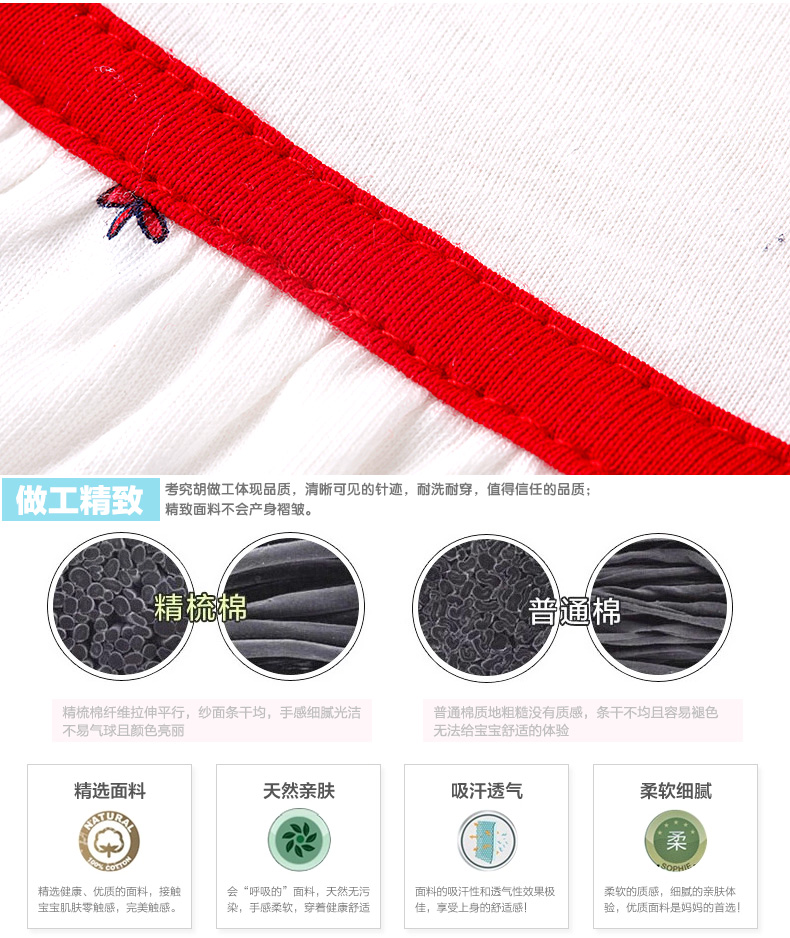 做工精致
考究胡做工体现品质，清晰可见的针迹，耐洗耐穿，值得信任的品质；
精致面料不会产身褶皱。
精梳棉
普通棉
精梳棉纤维拉伸平行，纱面条干均，手感细腻光洁
不易气球且颜色亮丽
普通棉质地粗糙没有质感，条干不均且容易褪色
无法给宝宝舒适的体验
精选面料
NATURAL
100% COTTON
精选健康、优质的面料，接触
宝宝肌肤零触感，完美触感。
天然亲肤
会“呼吸的”面料，天然无污
染，手感柔软，穿着健康舒适
吸汗透气
面料的吸汗性和透气性效果极
佳，享受上身的舒适感！
柔软细腻
柔
SOPHIE
柔软的质感，细腻的亲肤体
验，优质面料是妈妈的首选！